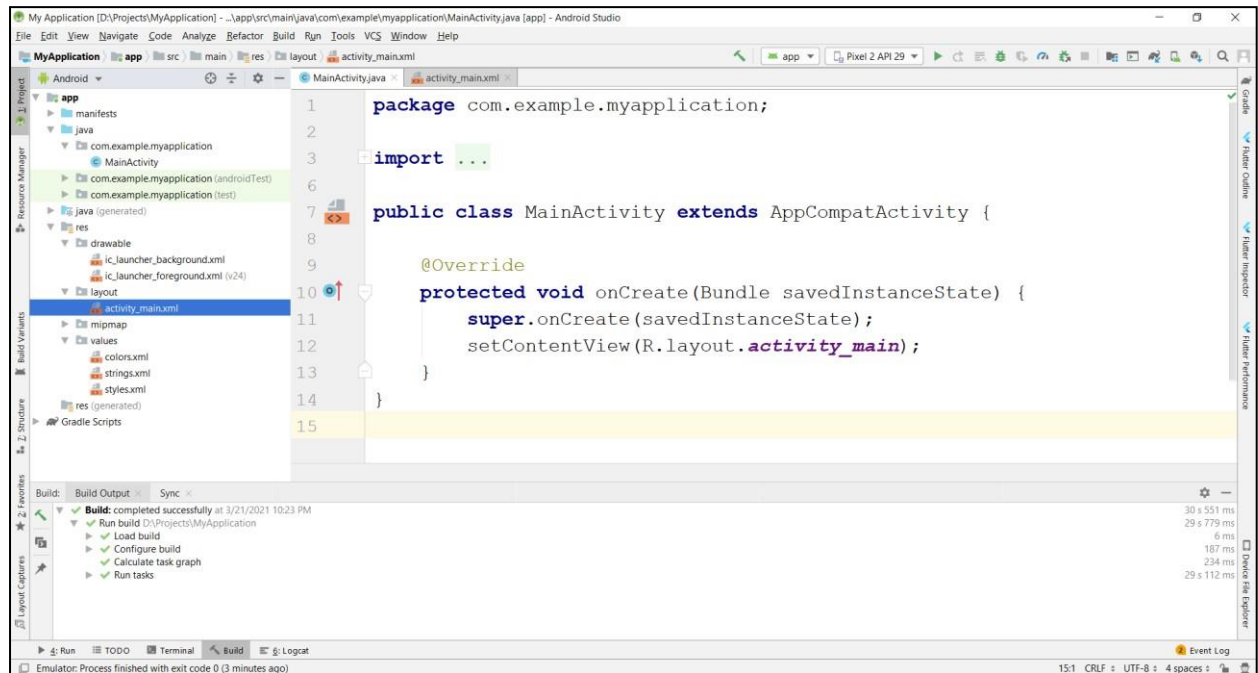 My Application [D:\Projects\MyApplication] - ...\app\src\main\java\com\example\myapplication\MainActivity.java [app] - Android Studio
File Edit View Navigate Code Analyze Refactor Build Run Tools VCS Window Help
MyApplication app src main res layout activity_main.xml app Pixel 2 API 29
Android MainActivity.java activity_main.xml
1: Project
Resource Manager
Build Variants
Z: Structure
2: Favorites
Layout Captures
app
manifests
java
com.example.myapplication
MainActivity
com.example.myapplication (androidTest)
com.example.myapplication (test)
java (generated)
res
drawable
ic_launcher_background.xml
ic_launcher_foreground.xml (v24)
layout
activity_main.xml
mipmap
values
colors.xml
strings.xml
styles.xml
res (generated)
Gradle Scripts
1 package com.example.myapplication;
2
3 import ...
6
7 public class MainActivity extends AppCompatActivity {
8
9 @Override
10 protected void onCreate(Bundle savedInstanceState) {
11 super.onCreate(savedInstanceState);
12 setContentView(R.layout.activity_main);
13 }
14 }
15
Gradle
Flutter Outline
Flutter Inspector
Flutter Performance
Device File Explorer
Build: Build Output Sync
Build: completed successfully at 3/21/2021 10:23 PM 30 s 551 ms
Run build D:\Projects\MyApplication 29 s 779 ms
Load build 6 ms
Configure build 187 ms
Calculate task graph 234 ms
Run tasks 29 s 112 ms
4: Run TODO Terminal Build 6: Logcat 2 Event Log
Emulator: Process finished with exit code 0 (3 minutes ago) 15:1 CRLF UTF-8 4 spaces